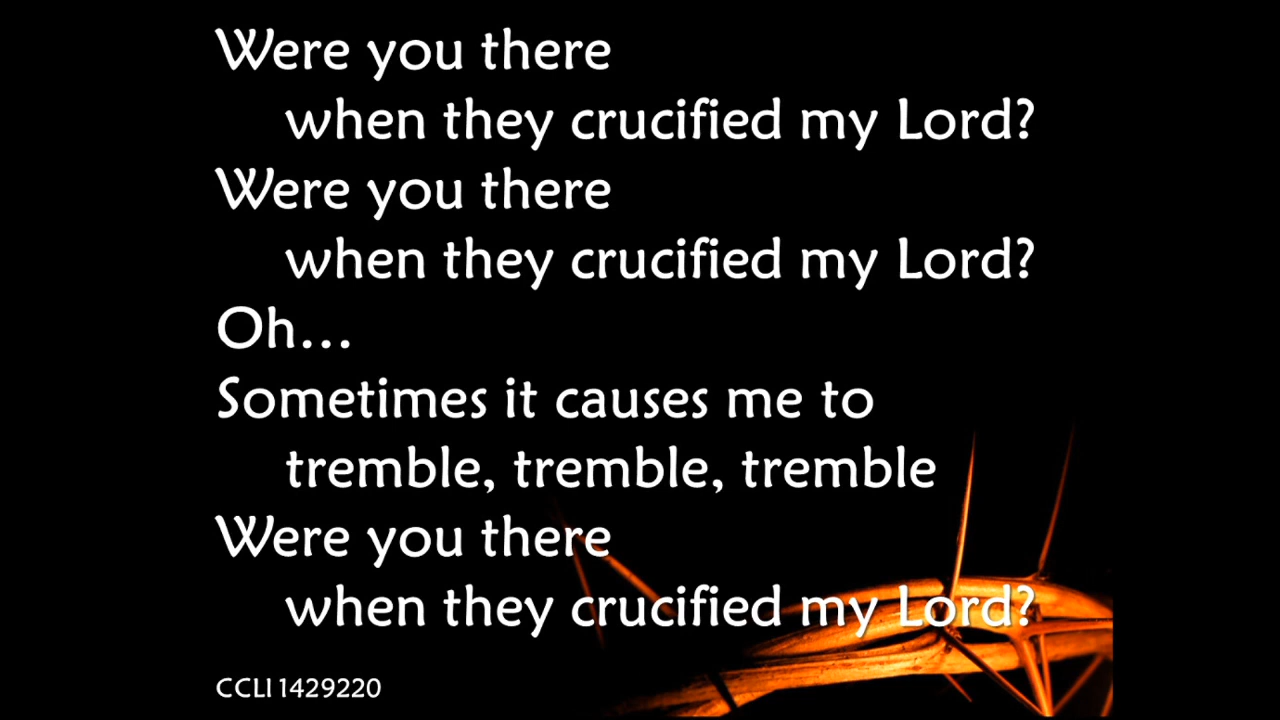 Were you there
when they crucified my Lord?
Were you there
when they crucified my Lord?
Oh...
Sometimes it causes me to
tremble, tremble, tremble
Were you there
when they crucified my Lord?
CCLI 1429220